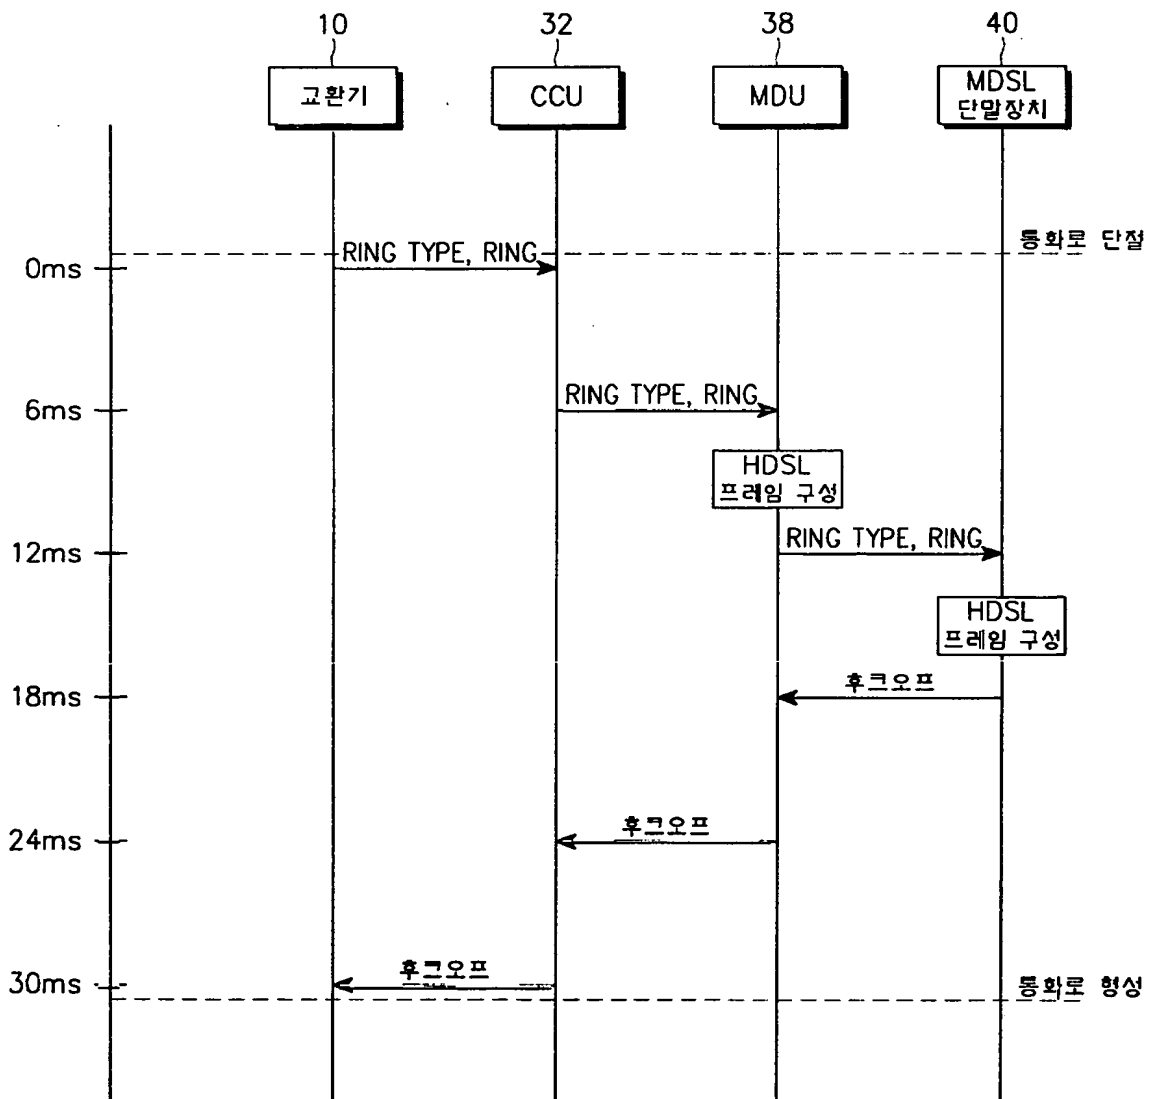 10
32
38
40
교환기
CCU
MDU
MDSL
단말장치
통화로 단절
RING TYPE, RING
0ms
RING TYPE, RING
6ms
HDSL
프레임 구성
RING TYPE, RING
12ms
HDSL
프레임 구성
후크오프
18ms
후크오프
24ms
후크오프
30ms
통화로 형성